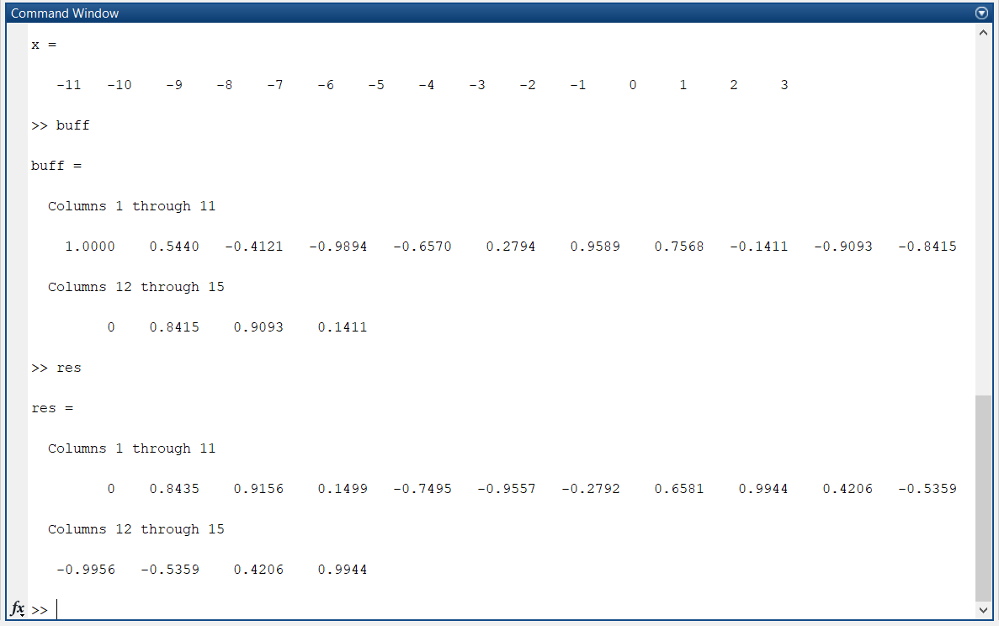 Command Window
x =
-11 -10 -9 -8 -7 -6 -5 -4 -3 -2 -1 0 1 2 3
>> buff
buff =
Columns 1 through 11
1.0000 0.5440 -0.4121 -0.9894 -0.6570 0.2794 0.9589 0.7568 -0.1411 -0.9093 -0.8415
Columns 12 through 15
0 0.8415 0.9093 0.1411
>> res
res =
Columns 1 through 11
0 0.8435 0.9156 0.1499 -0.7495 -0.9557 -0.2792 0.6581 0.9944 0.4206 -0.5359
Columns 12 through 15
-0.9956 -0.5359 0.4206 0.9944
fx >>